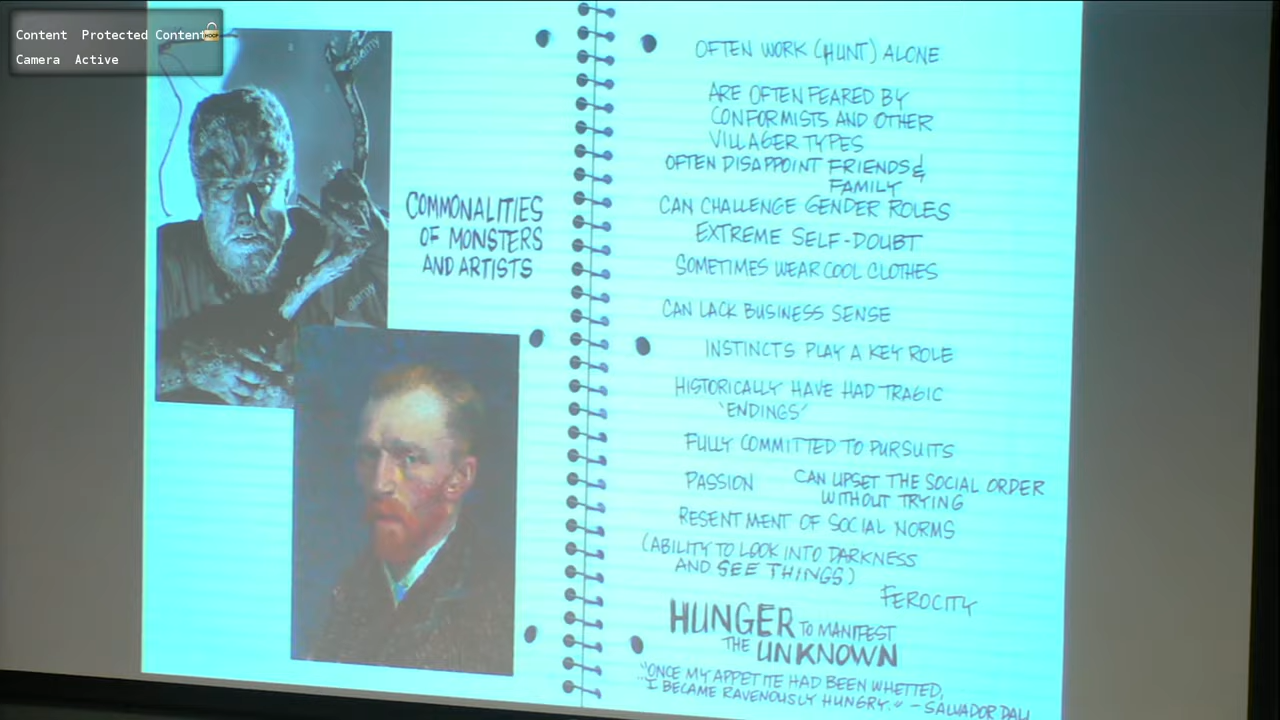 Content Protected Content
Camera Active
COMMONALITIES
OF MONSTERS
AND ARTISTS
OFTEN WORK (HUNT) ALONE
ARE OFTEN FEARED BY
CONFORMISTS AND OTHER
VILLAGER TYPES
OFTEN DISAPPOINT FRIENDS &
FAMILY
CAN CHALLENGE GENDER ROLES
EXTREME SELF-DOUBT
SOMETIMES WEAR COOL CLOTHES
CAN LACK BUSINESS SENSE
INSTINCTS PLAY A KEY ROLE
HISTORICALLY HAVE HAD TRAGIC
'ENDINGS'
FULLY COMMITTED TO PURSUITS
PASSION
CAN UPSET THE SOCIAL ORDER
WITHOUT TRYING
RESENTMENT OF SOCIAL NORMS
(ABILITY TO LOOK INTO DARKNESS
AND SEE THINGS)
FEROCITY
HUNGER TO MANIFEST
THE UNKNOWN
"ONCE MY APPETITE HAD BEEN WHETTED,
I BECAME RAVENOUSLY HUNGRY." - SALVADOR DALI
alamy
alamy